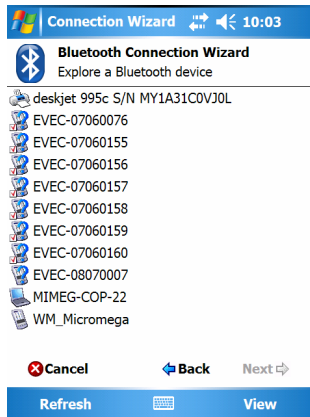 Connection Wizard 10:03
Bluetooth Connection Wizard
Explore a Bluetooth device
deskjet 995c S/N MY1A31C0VJ0L
EVEC-07060076
EVEC-07060155
EVEC-07060156
EVEC-07060157
EVEC-07060158
EVEC-07060159
EVEC-07060160
EVEC-08070007
MIMEG-COP-22
WM_Micromega
Cancel Back Next
Refresh View